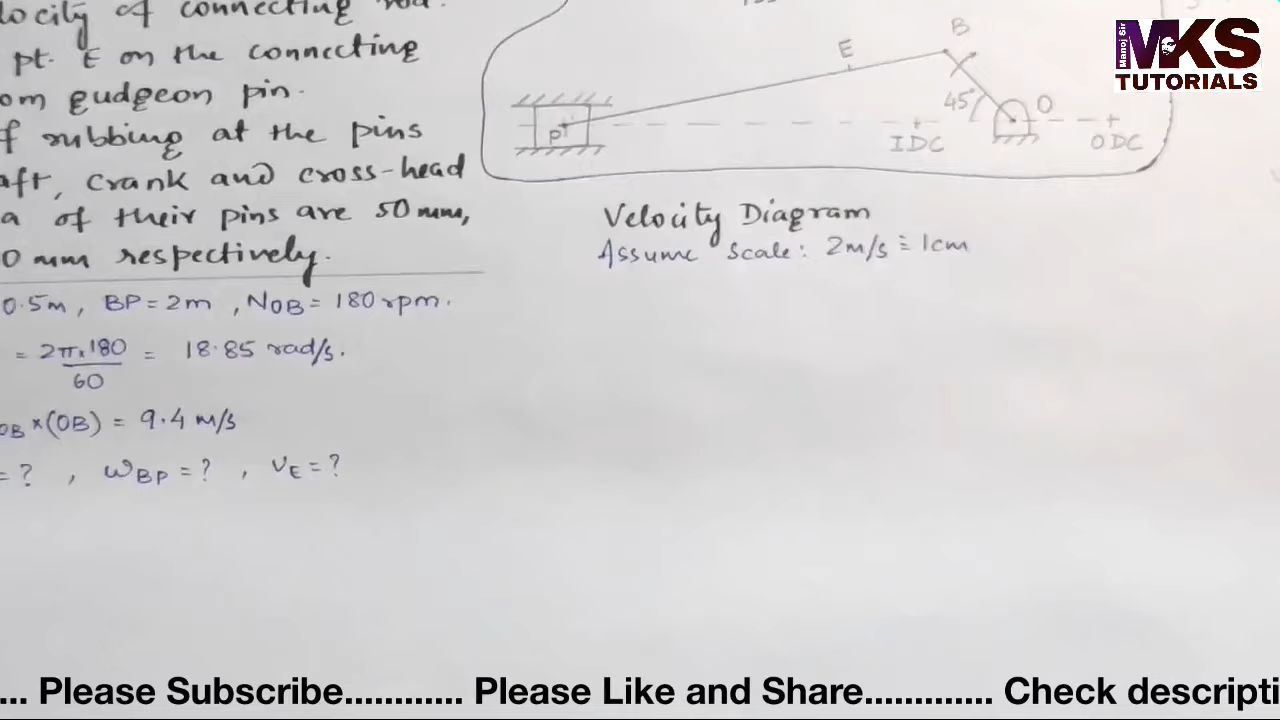 locity of connecting rod.
pt. E on the connecting
om gudgeon pin.
f rubbing at the pins
aft, crank and cross-head
a of their pins are 50 mm,
0 mm respectively.
0.5m, BP = 2m , NOB = 180 rpm.
= 2π×180/60 = 18.85 rad/s.
OB × (OB) = 9.4 m/s
= ? , ωBP = ? , VE = ?
B
E
45°
O
P
IDC
ODC
Velocity Diagram
Assume Scale: 2m/s ≐ 1cm
Manoj Sir
MKS
TUTORIALS
... Please Subscribe............ Please Like and Share............. Check descripti